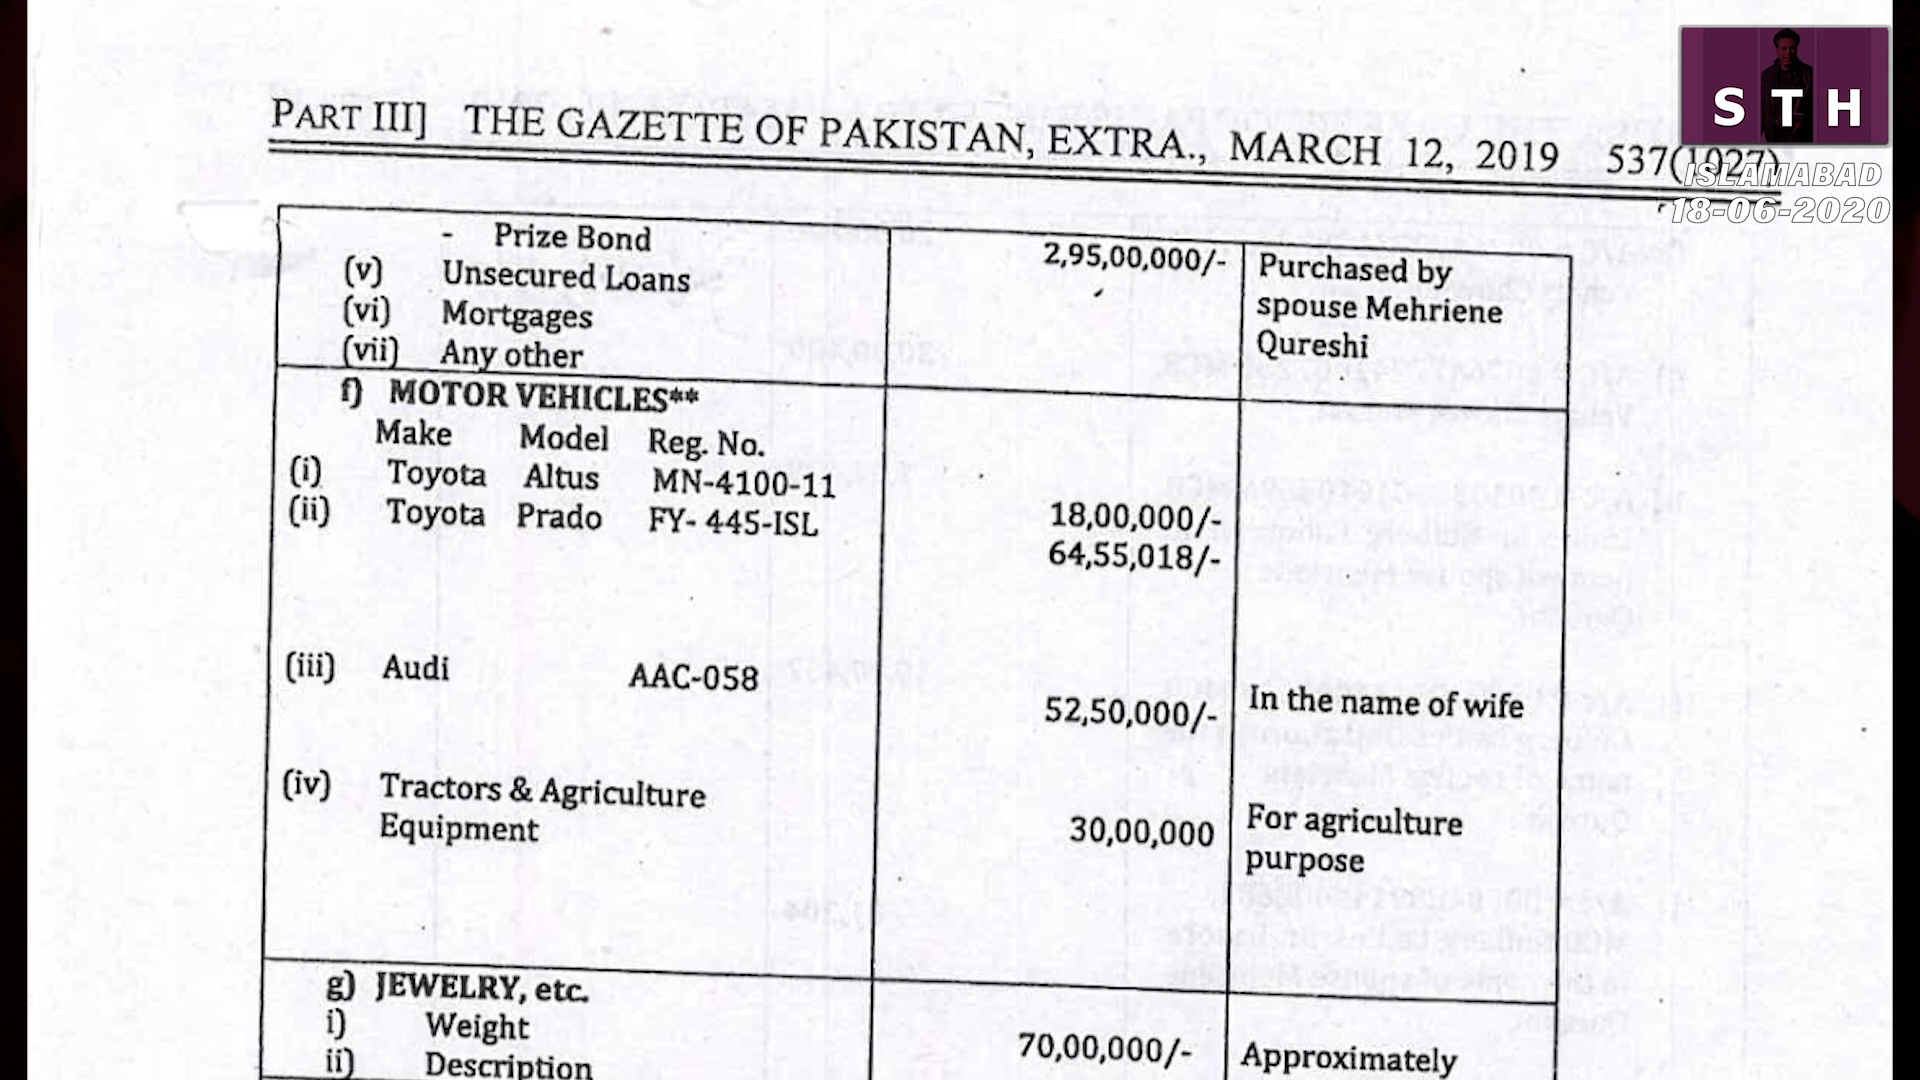 PART III] THE GAZETTE OF PAKISTAN, EXTRA., MARCH 12, 2019 537(1027)
STH
ISLAMABAD
18-06-2020
- Prize Bond 2,95,00,000/- Purchased by
(v) Unsecured Loans spouse Mehriene
(vi) Mortgages Qureshi
(vii) Any other
f) MOTOR VEHICLES**
Make Model Reg. No.
(i) Toyota Altus MN-4100-11 18,00,000/-
(ii) Toyota Prado FY- 445-ISL 64,55,018/-
(iii) Audi AAC-058 52,50,000/- In the name of wife
(iv) Tractors & Agriculture 30,00,000 For agriculture
Equipment purpose
g) JEWELRY, etc.
i) Weight 70,00,000/- Approximately
ii) Description